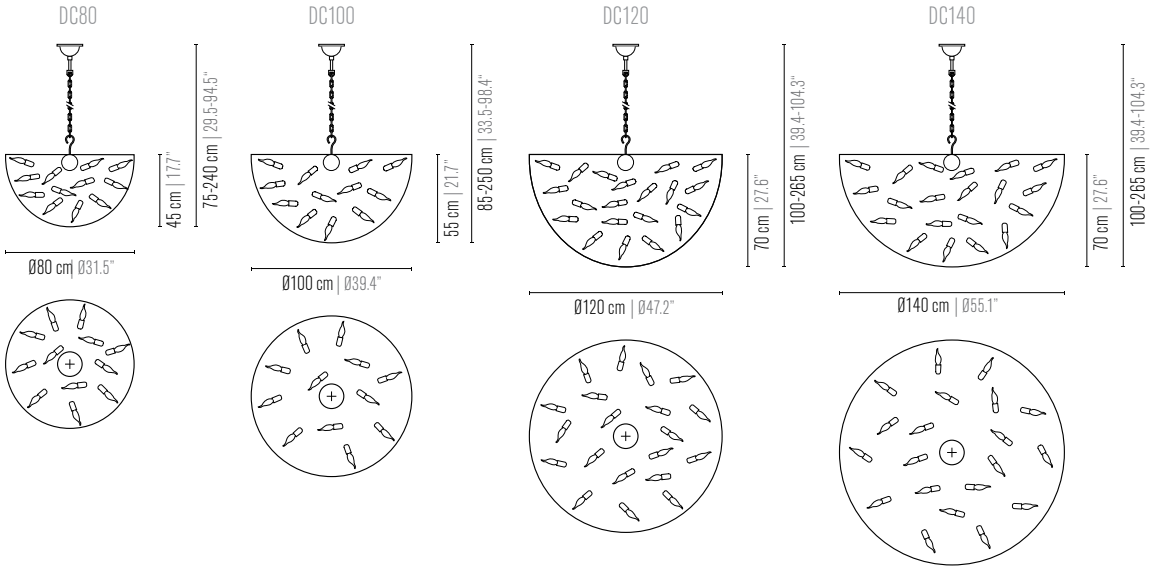 DC80
DC100
DC120
DC140
45 cm | 17.7"
75-240 cm | 29.5-94.5"
55 cm | 21.7"
85-250 cm | 33.5-98.4"
70 cm | 27.6"
100-265 cm | 39.4-104.3"
70 cm | 27.6"
100-265 cm | 39.4-104.3"
Ø80 cm | Ø31.5"
Ø100 cm | Ø39.4"
Ø120 cm | Ø47.2"
Ø140 cm | Ø55.1"